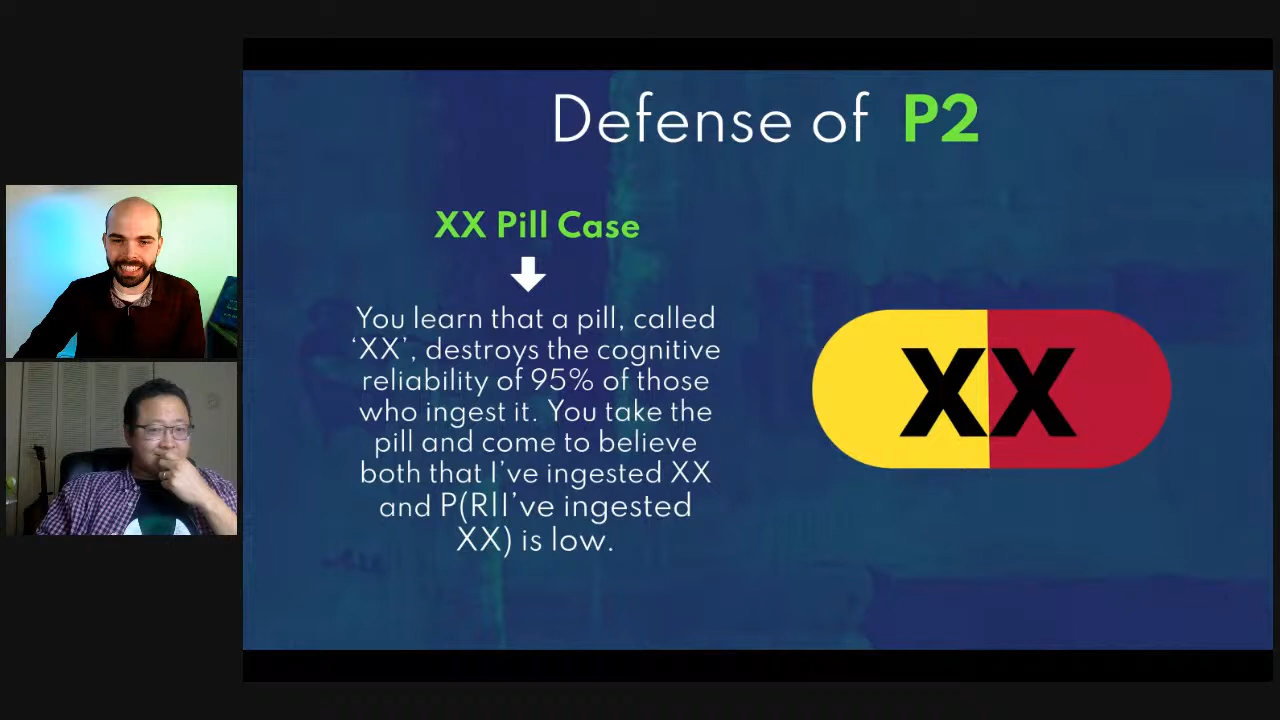 Defense of P2
XX Pill Case
You learn that a pill, called
‘XX’, destroys the cognitive
reliability of 95% of those
who ingest it. You take the
pill and come to believe
both that I’ve ingested XX
and P(R|I’ve ingested
XX) is low.
XX